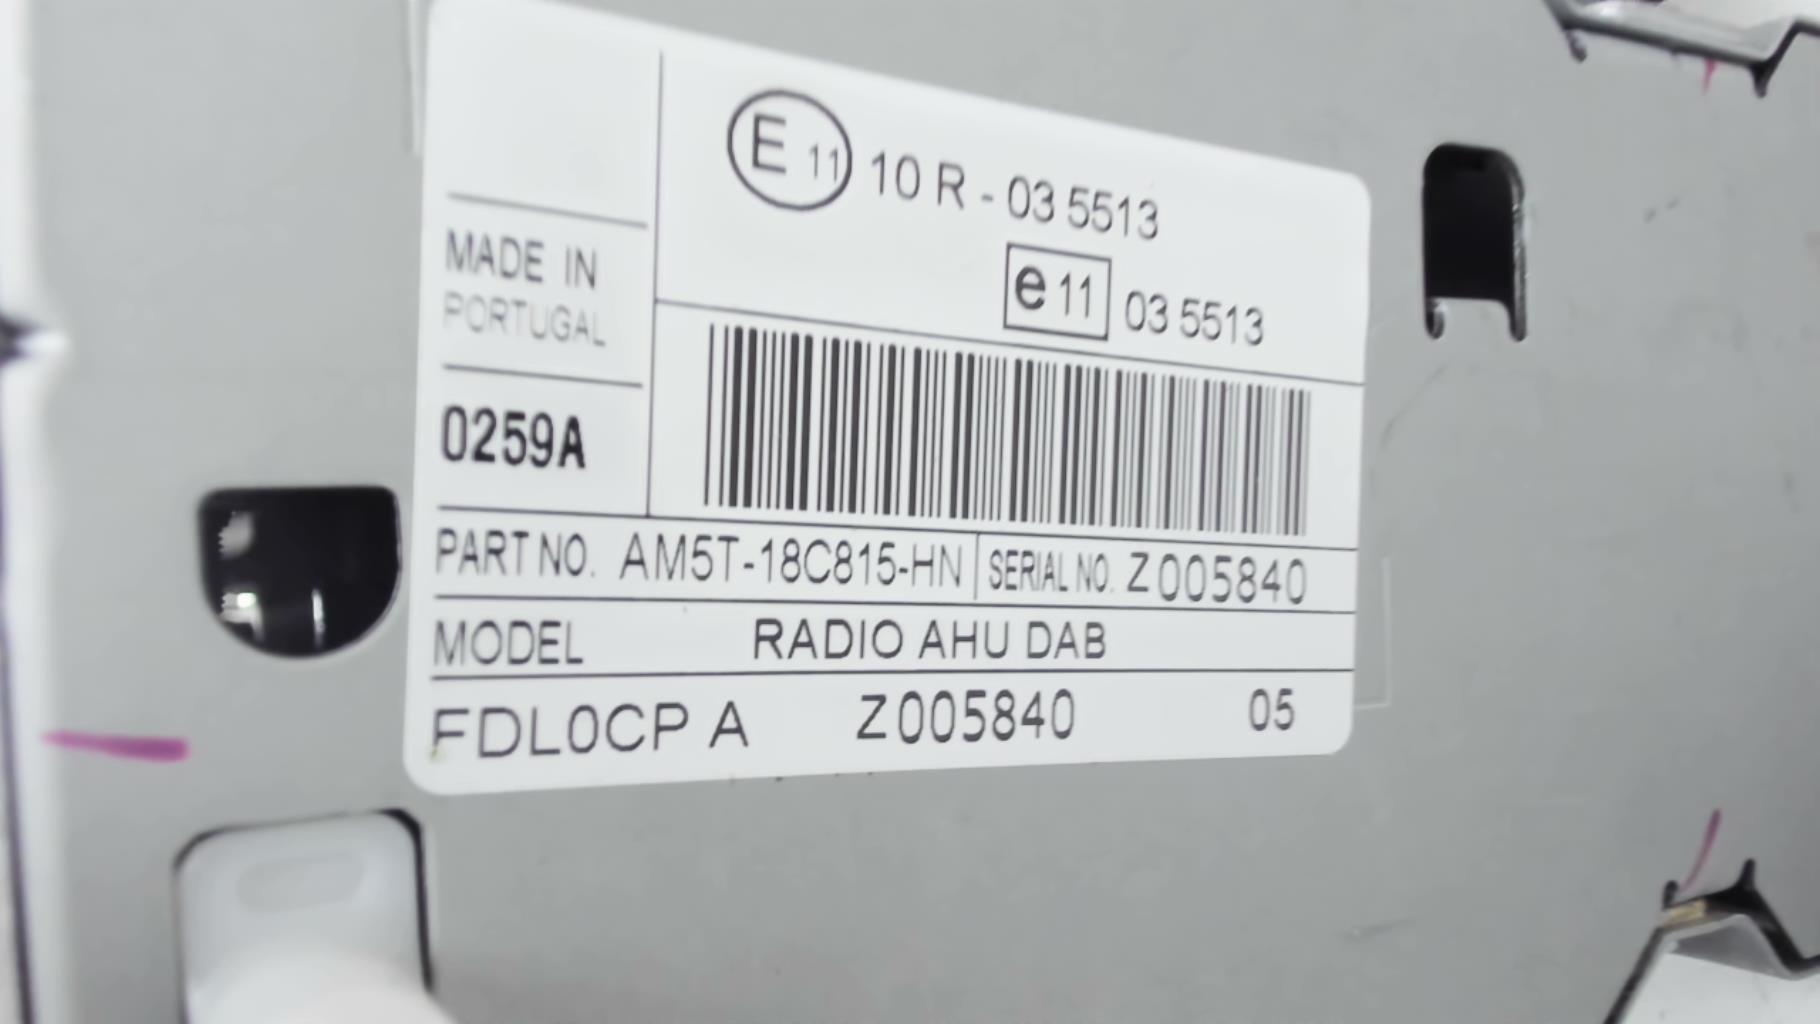 E 11 10 R - 03 5513
e 11 03 5513
MADE IN
PORTUGAL
0259A
PART NO. AM5T-18C815-HN SERIAL NO. Z005840
MODEL RADIO AHU DAB
FDL0CP A Z005840 05